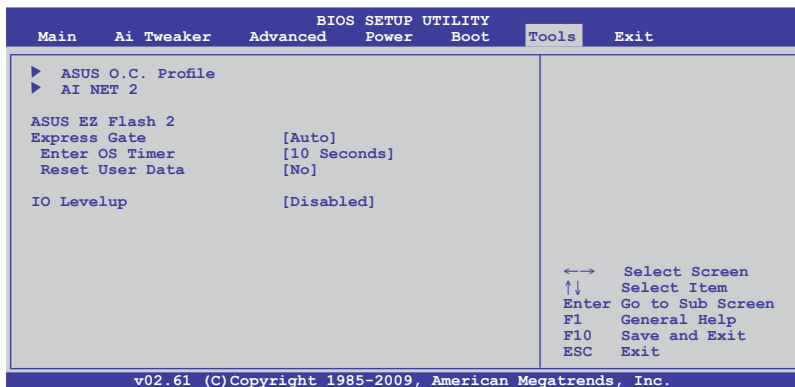 BIOS SETUP UTILITY
Main Ai Tweaker Advanced Power Boot Tools Exit
▶ ASUS O.C. Profile
▶ AI NET 2
ASUS EZ Flash 2
Express Gate [Auto]
Enter OS Timer [10 Seconds]
Reset User Data [No]
IO Levelup [Disabled]
←→ Select Screen
↑↓ Select Item
Enter Go to Sub Screen
F1 General Help
F10 Save and Exit
ESC Exit
v02.61 (C)Copyright 1985-2009, American Megatrends, Inc.